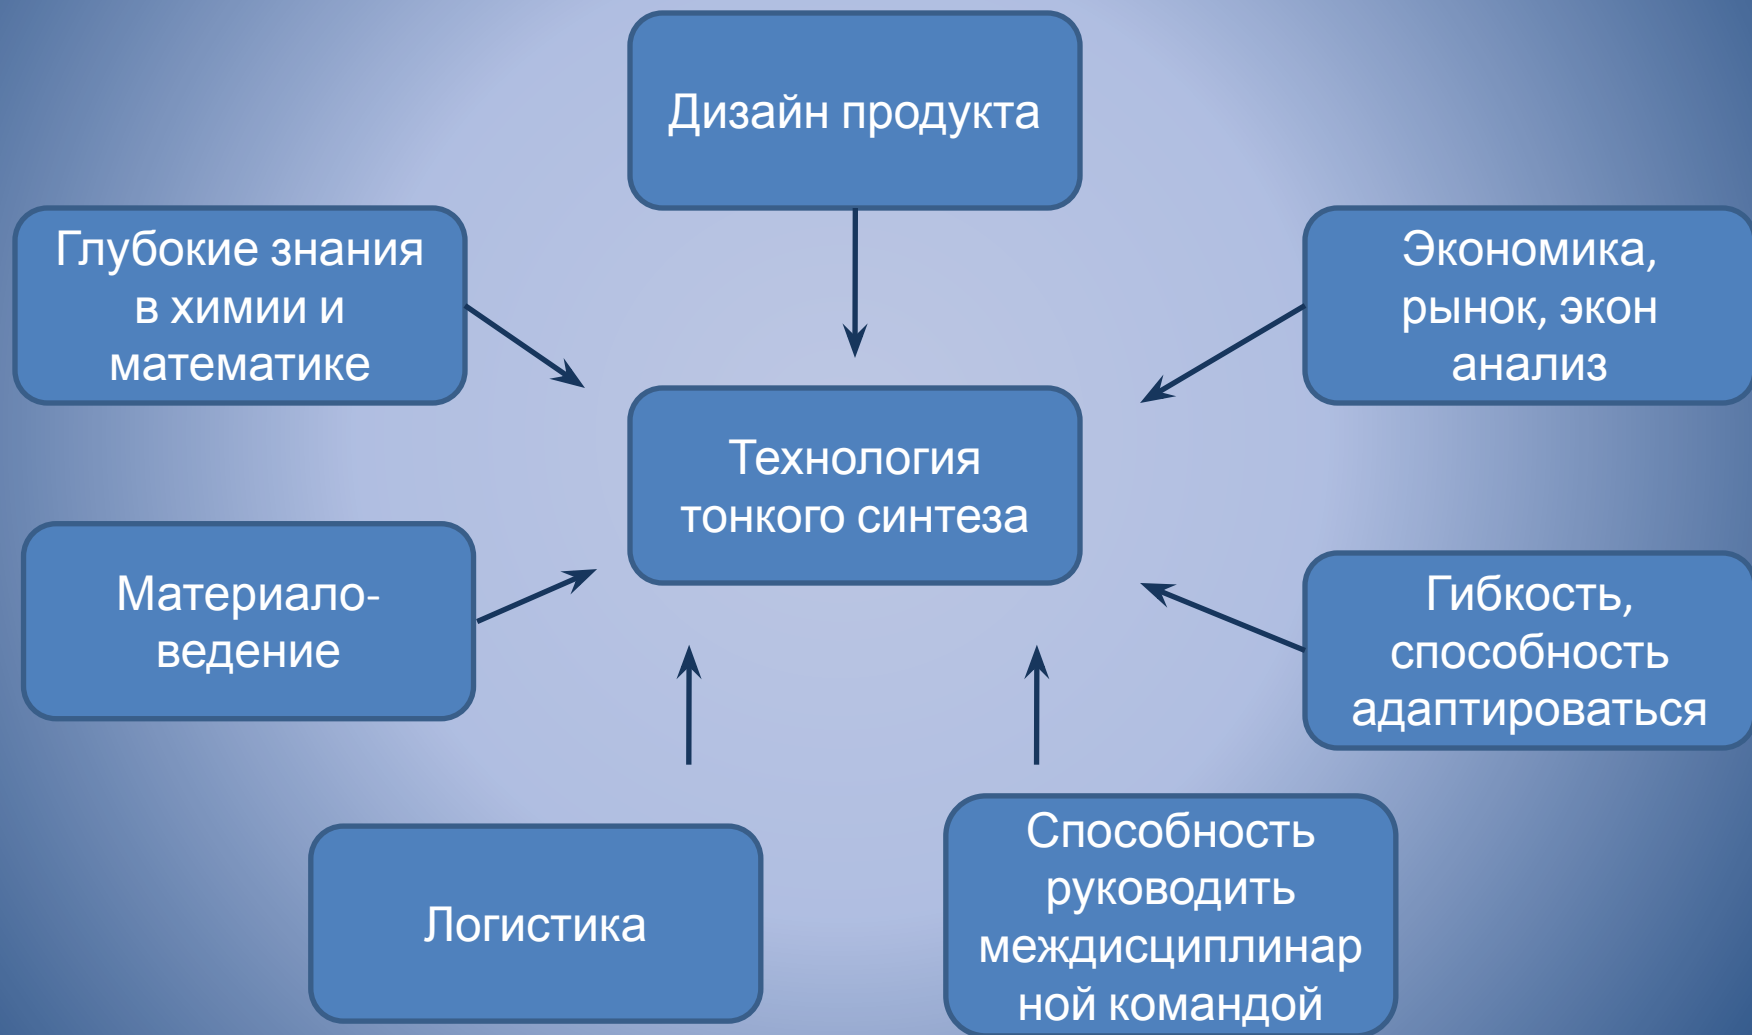 Дизайн продукта
Глубокие знания
в химии и
математике
Экономика,
рынок, экон
анализ
Технология
тонкого синтеза
Материало-
ведение
Гибкость,
способность
адаптироваться
Логистика
Способность
руководить
междисциплинар
ной командой